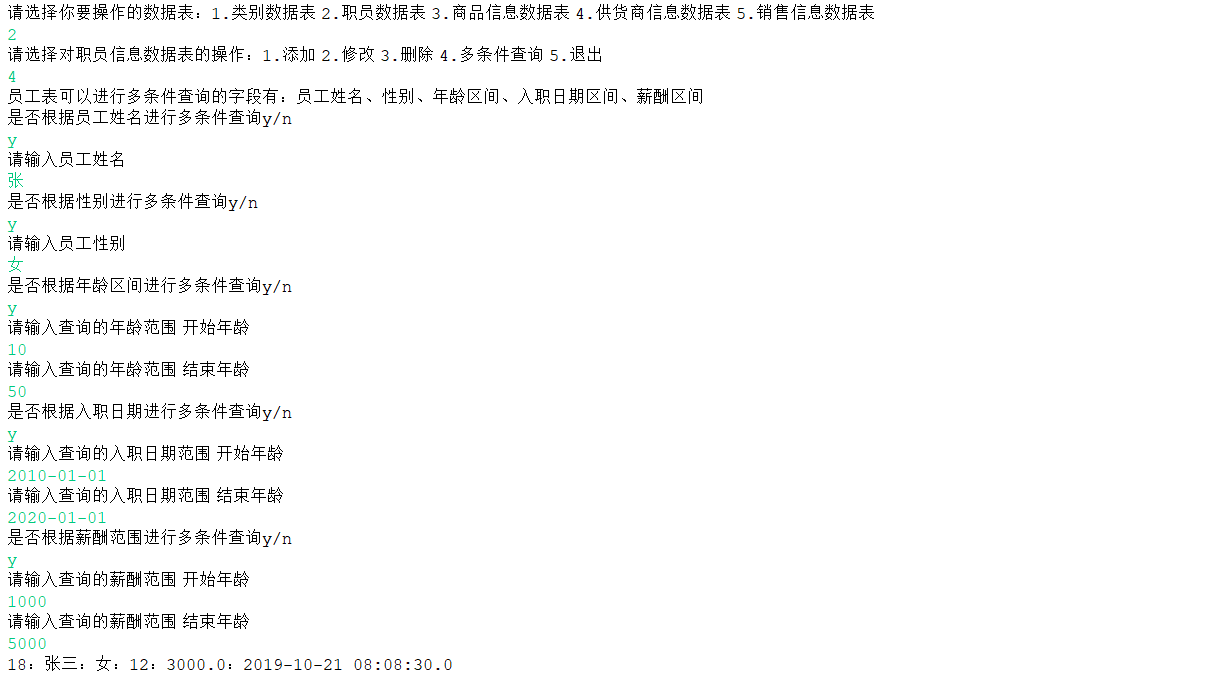 请选择你要操作的数据表：1.类别数据表 2.职员数据表 3.商品信息数据表 4.供货商信息数据表 5.销售信息数据表
2
请选择对职员信息数据表的操作：1.添加 2.修改 3.删除 4.多条件查询 5.退出
4
员工表可以进行多条件查询的字段有：员工姓名、性别、年龄区间、入职日期区间、薪酬区间
是否根据员工姓名进行多条件查询y/n
y
请输入员工姓名
张
是否根据性别进行多条件查询y/n
y
请输入员工性别
女
是否根据年龄区间进行多条件查询y/n
y
请输入查询的年龄范围 开始年龄
10
请输入查询的年龄范围 结束年龄
50
是否根据入职日期进行多条件查询y/n
y
请输入查询的入职日期范围 开始年龄
2010-01-01
请输入查询的入职日期范围 结束年龄
2020-01-01
是否根据薪酬范围进行多条件查询y/n
y
请输入查询的薪酬范围 开始年龄
1000
请输入查询的薪酬范围 结束年龄
5000
18：张三：女：12：3000.0：2019-10-21 08:08:30.0